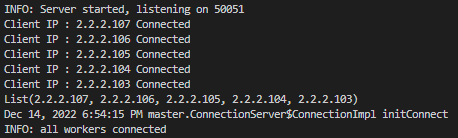 INFO: Server started, listening on 50051
Client IP : 2.2.2.107 Connected
Client IP : 2.2.2.106 Connected
Client IP : 2.2.2.105 Connected
Client IP : 2.2.2.104 Connected
Client IP : 2.2.2.103 Connected
List(2.2.2.107, 2.2.2.106, 2.2.2.105, 2.2.2.104, 2.2.2.103)
Dec 14, 2022 6:54:15 PM master.ConnectionServer$ConnectionImpl initConnect
INFO: all workers connected